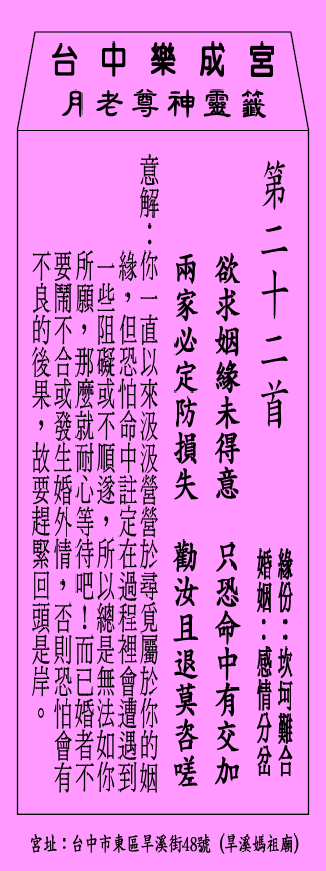 台中樂成宮
月老尊神靈籤
第二十二首
緣份：坎坷難合
婚姻：感情分岔
欲求姻緣未得意　只恐命中有交加
兩家必定防損失　勸汝且退莫咨嗟
意解：你一直以來汲汲營營於尋覓屬於你的姻
緣，但恐怕命中註定在過程裡會遭遇到
一些阻礙或不順遂，所以總是無法如你
所願，那麼就耐心等待吧！而已婚者不
要鬧不合或發生婚外情，否則恐怕會有
不良的後果，故要趕緊回頭是岸。
宮址：台中市東區旱溪街48號（旱溪媽祖廟）